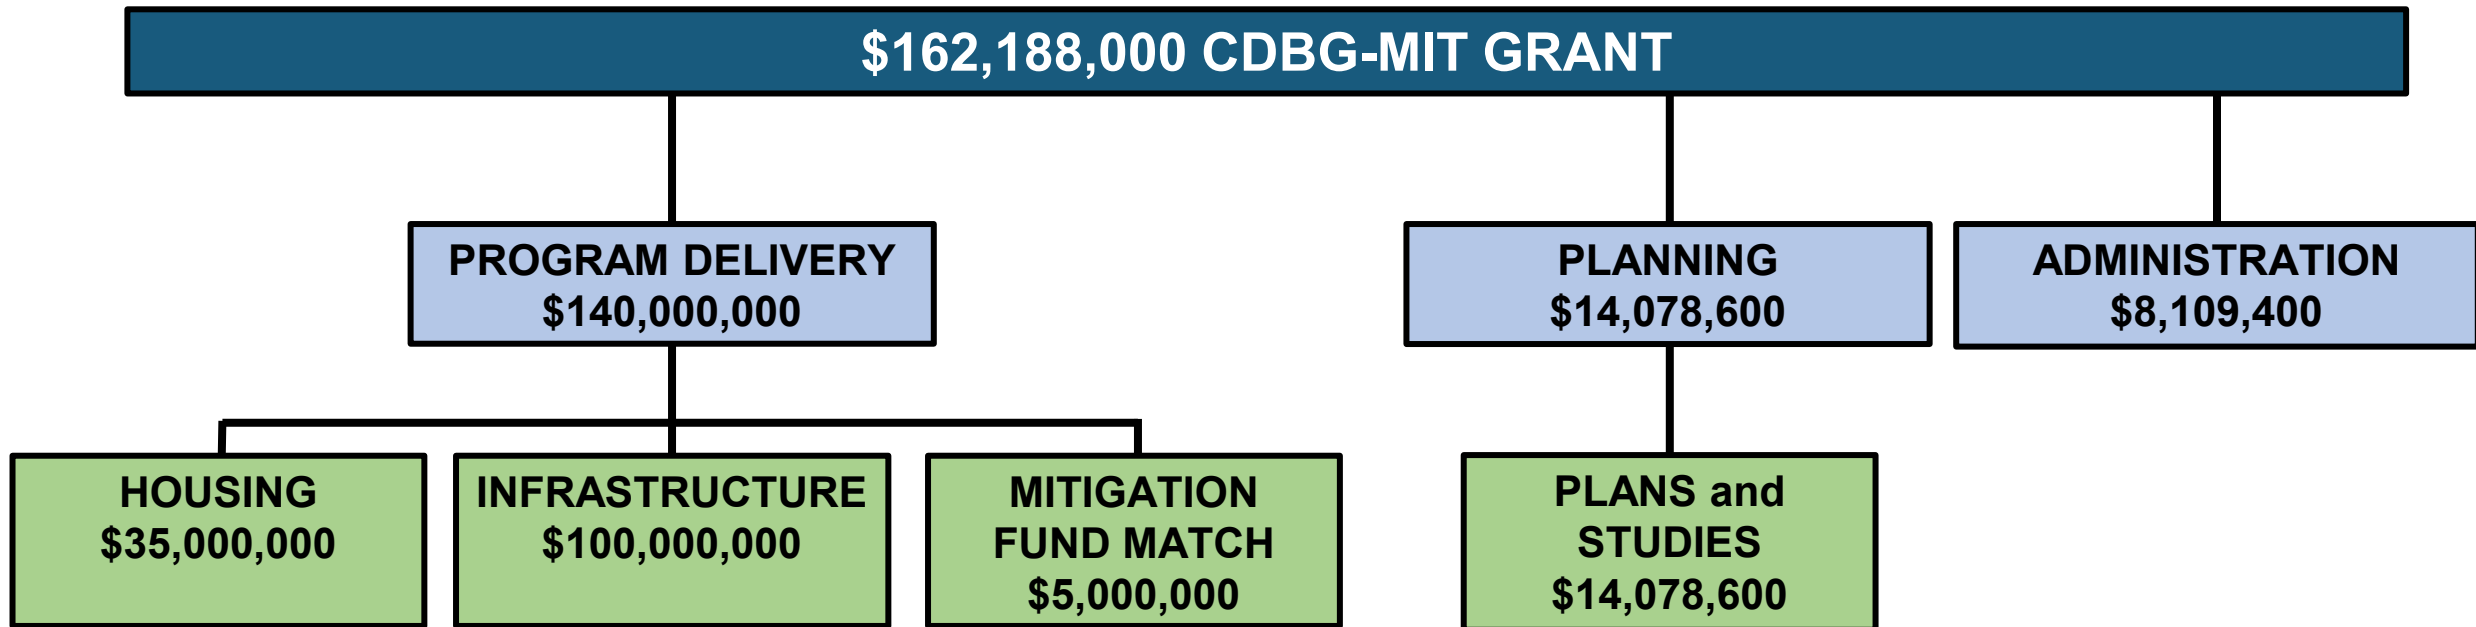 $162,188,000 CDBG-MIT GRANT
PROGRAM DELIVERY
$140,000,000
PLANNING
$14,078,600
ADMINISTRATION
$8,109,400
HOUSING
$35,000,000
INFRASTRUCTURE
$100,000,000
MITIGATION
FUND MATCH
$5,000,000
PLANS and
STUDIES
$14,078,600